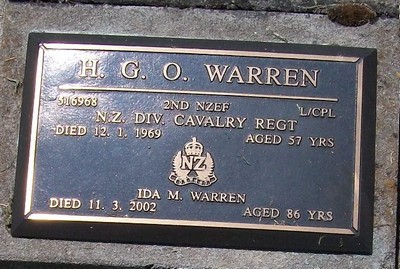 H. G. O. WARREN
516968 2ND NZEF L/CPL
N.Z. DIV. CAVALRY REGT
DIED 12. 1. 1969 AGED 57 YRS
NZ
IDA M. WARREN
DIED 11. 3. 2002 AGED 86 YRS